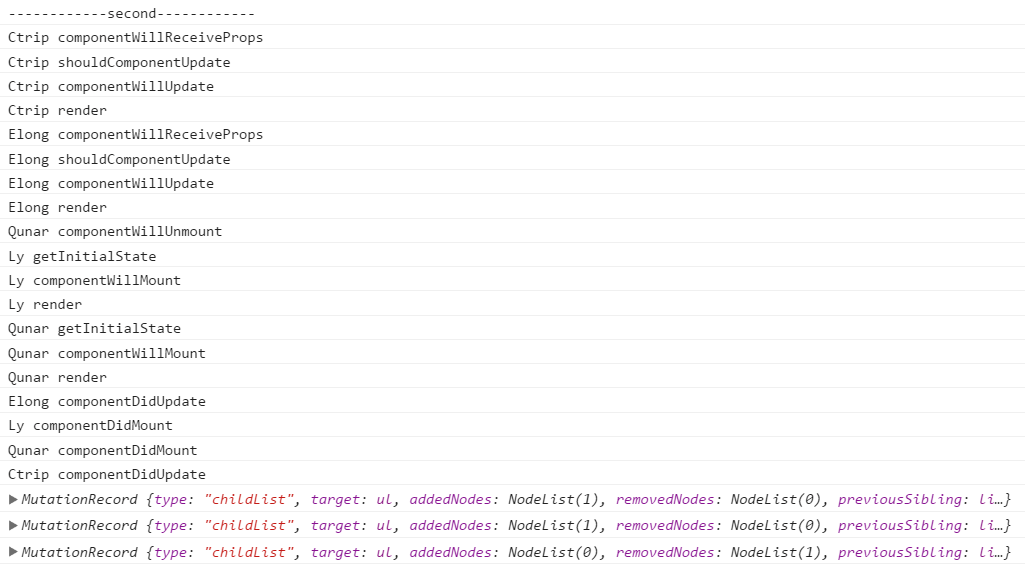 ------------second------------
Ctrip componentWillReceiveProps
Ctrip shouldComponentUpdate
Ctrip componentWillUpdate
Ctrip render
Elong componentWillReceiveProps
Elong shouldComponentUpdate
Elong componentWillUpdate
Elong render
Qunar componentWillUnmount
Ly getInitialState
Ly componentWillMount
Ly render
Qunar getInitialState
Qunar componentWillMount
Qunar render
Elong componentDidUpdate
Ly componentDidMount
Qunar componentDidMount
Ctrip componentDidUpdate
MutationRecord {type: "childList", target: ul, addedNodes: NodeList(1), removedNodes: NodeList(0), previousSibling: li…}
MutationRecord {type: "childList", target: ul, addedNodes: NodeList(1), removedNodes: NodeList(0), previousSibling: li…}
MutationRecord {type: "childList", target: ul, addedNodes: NodeList(0), removedNodes: NodeList(1), previousSibling: li…}